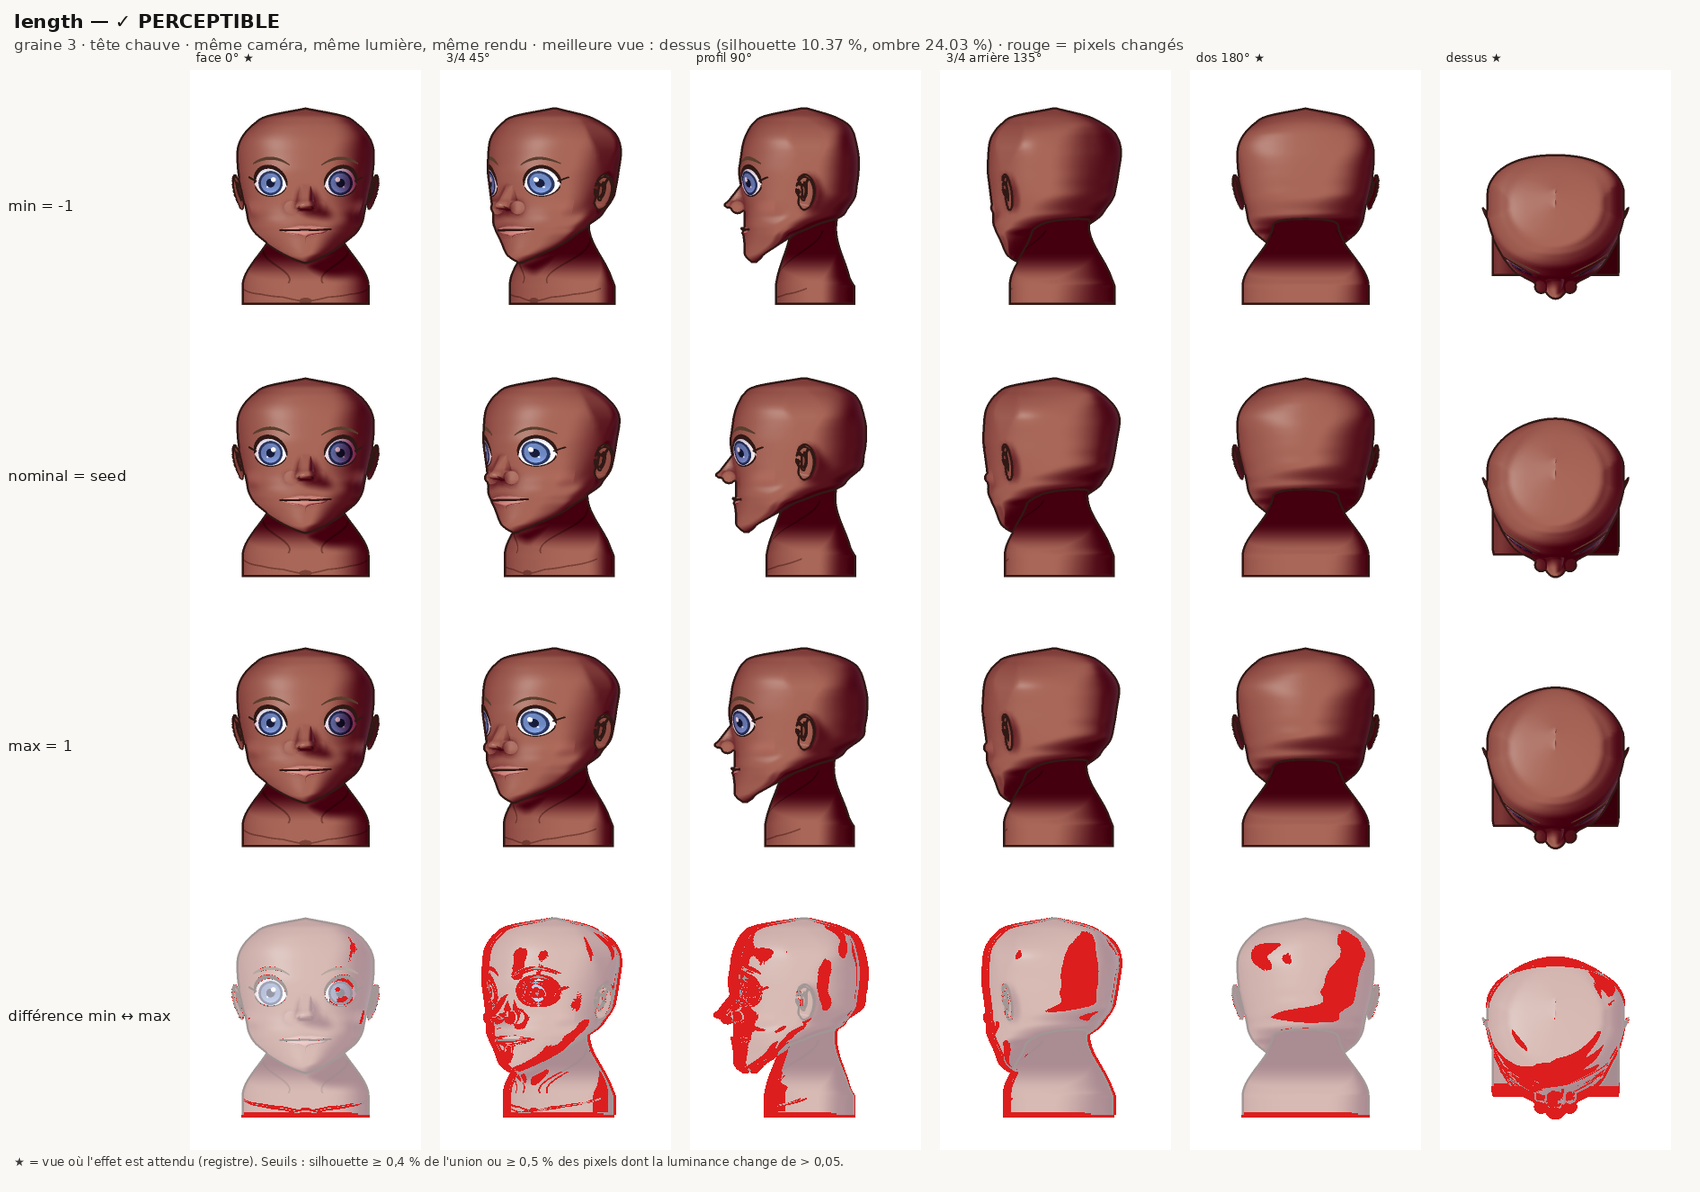 length — ✓ PERCEPTIBLE
graine 3 · tête chauve · même caméra, même lumière, même rendu · meilleure vue : dessus (silhouette 10.37 %, ombre 24.03 %) · rouge = pixels changés
face 0° ★
3/4 45°
profil 90°
3/4 arrière 135°
dos 180° ★
dessus ★
min = -1
nominal = seed
max = 1
différence min ↔ max
★ = vue où l'effet est attendu (registre). Seuils : silhouette ≥ 0,4 % de l'union ou ≥ 0,5 % des pixels dont la luminance change de > 0,05.